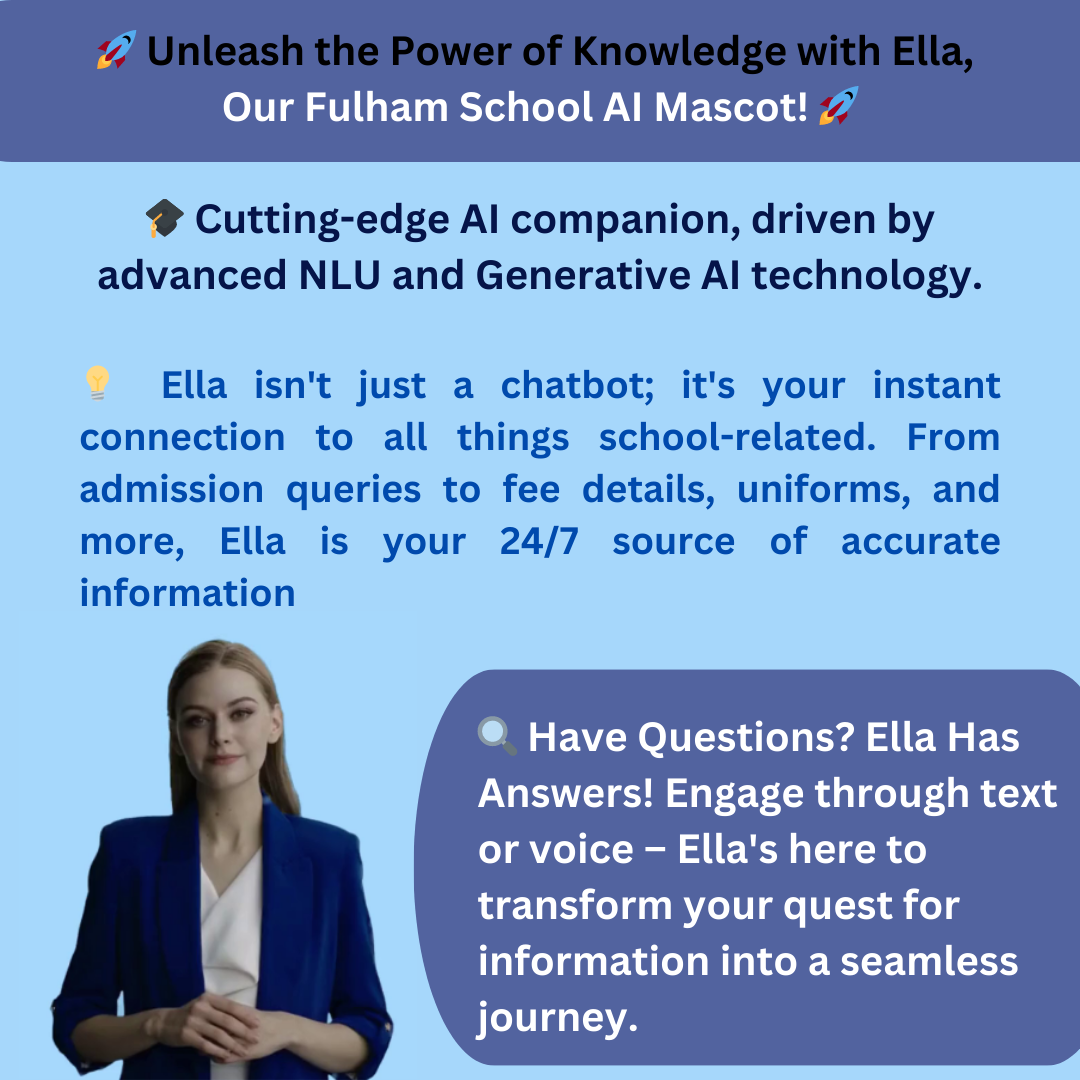 🚀 Unleash the Power of Knowledge with Ella,
Our Fulham School AI Mascot! 🚀
🎓 Cutting-edge AI companion, driven by
advanced NLU and Generative AI technology.
💡 Ella isn't just a chatbot; it's your instant
connection to all things school-related. From
admission queries to fee details, uniforms, and
more, Ella is your 24/7 source of accurate
information
🔍 Have Questions? Ella Has
Answers! Engage through text
or voice – Ella's here to
transform your quest for
information into a seamless
journey.